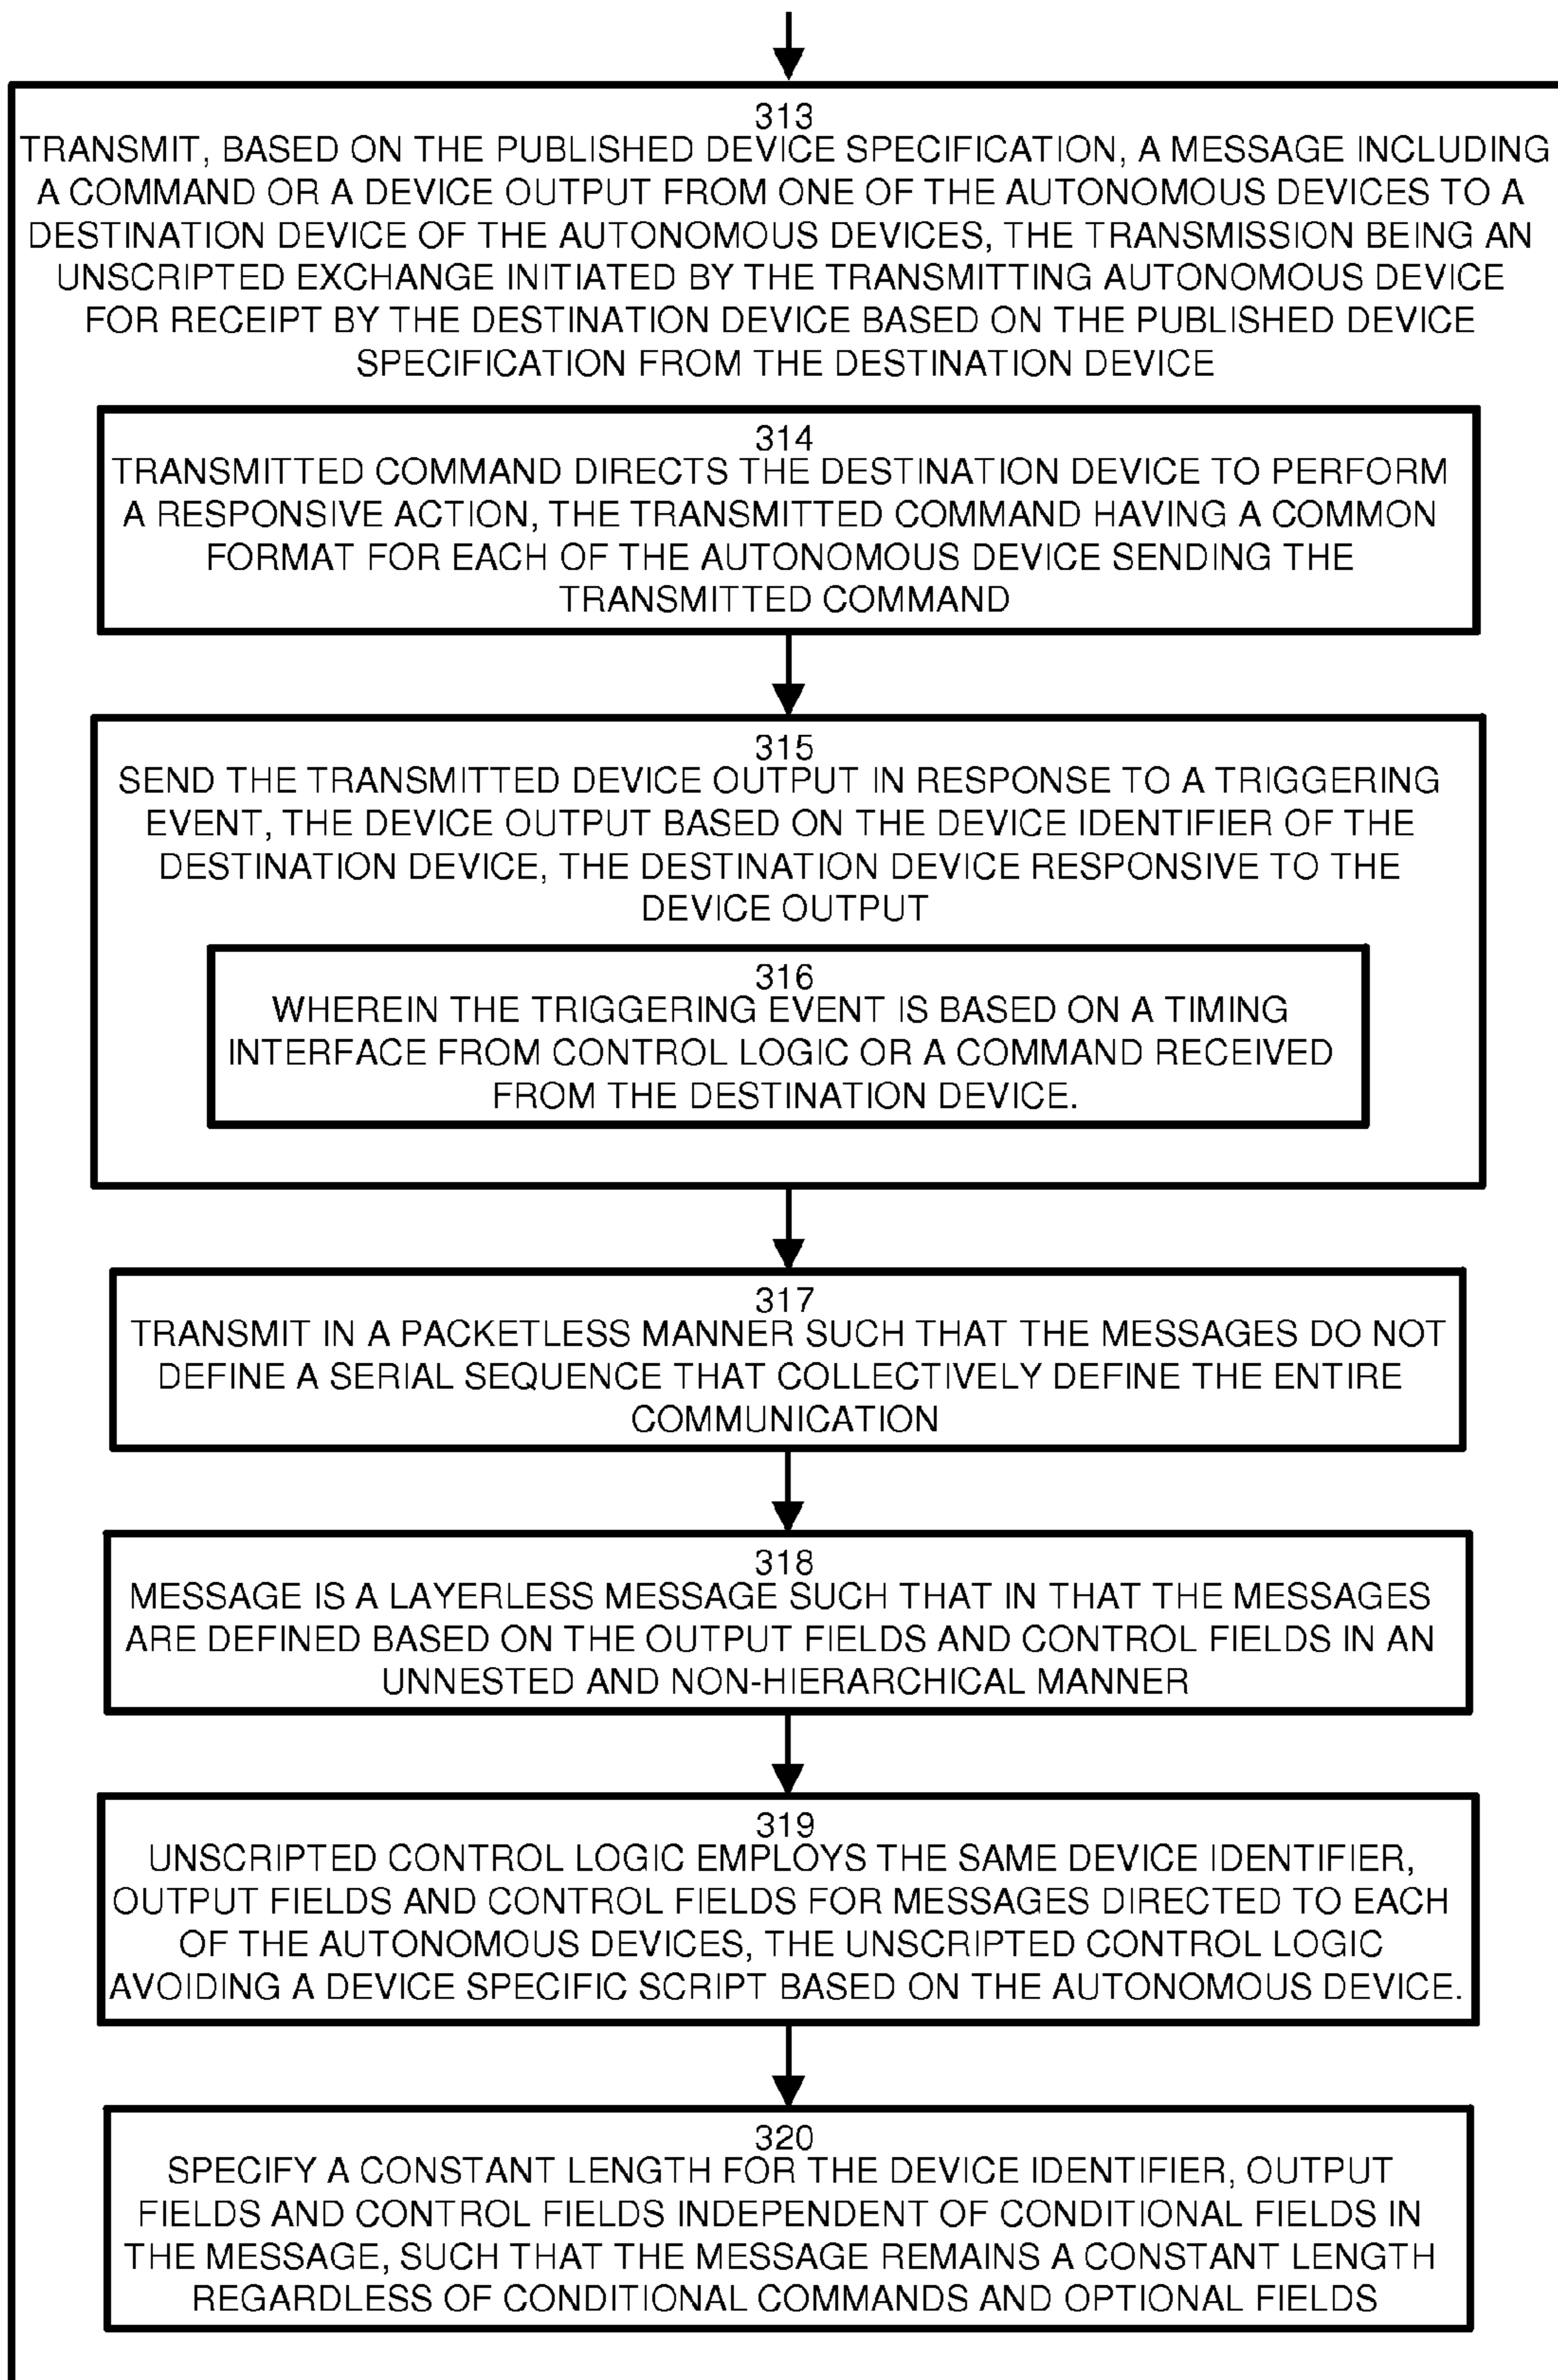 313
TRANSMIT, BASED ON THE PUBLISHED DEVICE SPECIFICATION, A MESSAGE INCLUDING
A COMMAND OR A DEVICE OUTPUT FROM ONE OF THE AUTONOMOUS DEVICES TO A
DESTINATION DEVICE OF THE AUTONOMOUS DEVICES, THE TRANSMISSION BEING AN
UNSCRIPTED EXCHANGE INITIATED BY THE TRANSMITTING AUTONOMOUS DEVICE
FOR RECEIPT BY THE DESTINATION DEVICE BASED ON THE PUBLISHED DEVICE
SPECIFICATION FROM THE DESTINATION DEVICE
314
TRANSMITTED COMMAND DIRECTS THE DESTINATION DEVICE TO PERFORM
A RESPONSIVE ACTION, THE TRANSMITTED COMMAND HAVING A COMMON
FORMAT FOR EACH OF THE AUTONOMOUS DEVICE SENDING THE
TRANSMITTED COMMAND
315
SEND THE TRANSMITTED DEVICE OUTPUT IN RESPONSE TO A TRIGGERING
EVENT, THE DEVICE OUTPUT BASED ON THE DEVICE IDENTIFIER OF THE
DESTINATION DEVICE, THE DESTINATION DEVICE RESPONSIVE TO THE
DEVICE OUTPUT
316
WHEREIN THE TRIGGERING EVENT IS BASED ON A TIMING
INTERFACE FROM CONTROL LOGIC OR A COMMAND RECEIVED
FROM THE DESTINATION DEVICE.
317
TRANSMIT IN A PACKETLESS MANNER SUCH THAT THE MESSAGES DO NOT
DEFINE A SERIAL SEQUENCE THAT COLLECTIVELY DEFINE THE ENTIRE
COMMUNICATION
318
MESSAGE IS A LAYERLESS MESSAGE SUCH THAT IN THAT THE MESSAGES
ARE DEFINED BASED ON THE OUTPUT FIELDS AND CONTROL FIELDS IN AN
UNNESTED AND NON-HIERARCHICAL MANNER
319
UNSCRIPTED CONTROL LOGIC EMPLOYS THE SAME DEVICE IDENTIFIER,
OUTPUT FIELDS AND CONTROL FIELDS FOR MESSAGES DIRECTED TO EACH
OF THE AUTONOMOUS DEVICES, THE UNSCRIPTED CONTROL LOGIC
AVOIDING A DEVICE SPECIFIC SCRIPT BASED ON THE AUTONOMOUS DEVICE.
320
SPECIFY A CONSTANT LENGTH FOR THE DEVICE IDENTIFIER, OUTPUT
FIELDS AND CONTROL FIELDS INDEPENDENT OF CONDITIONAL FIELDS IN
THE MESSAGE, SUCH THAT THE MESSAGE REMAINS A CONSTANT LENGTH
REGARDLESS OF CONDITIONAL COMMANDS AND OPTIONAL FIELDS